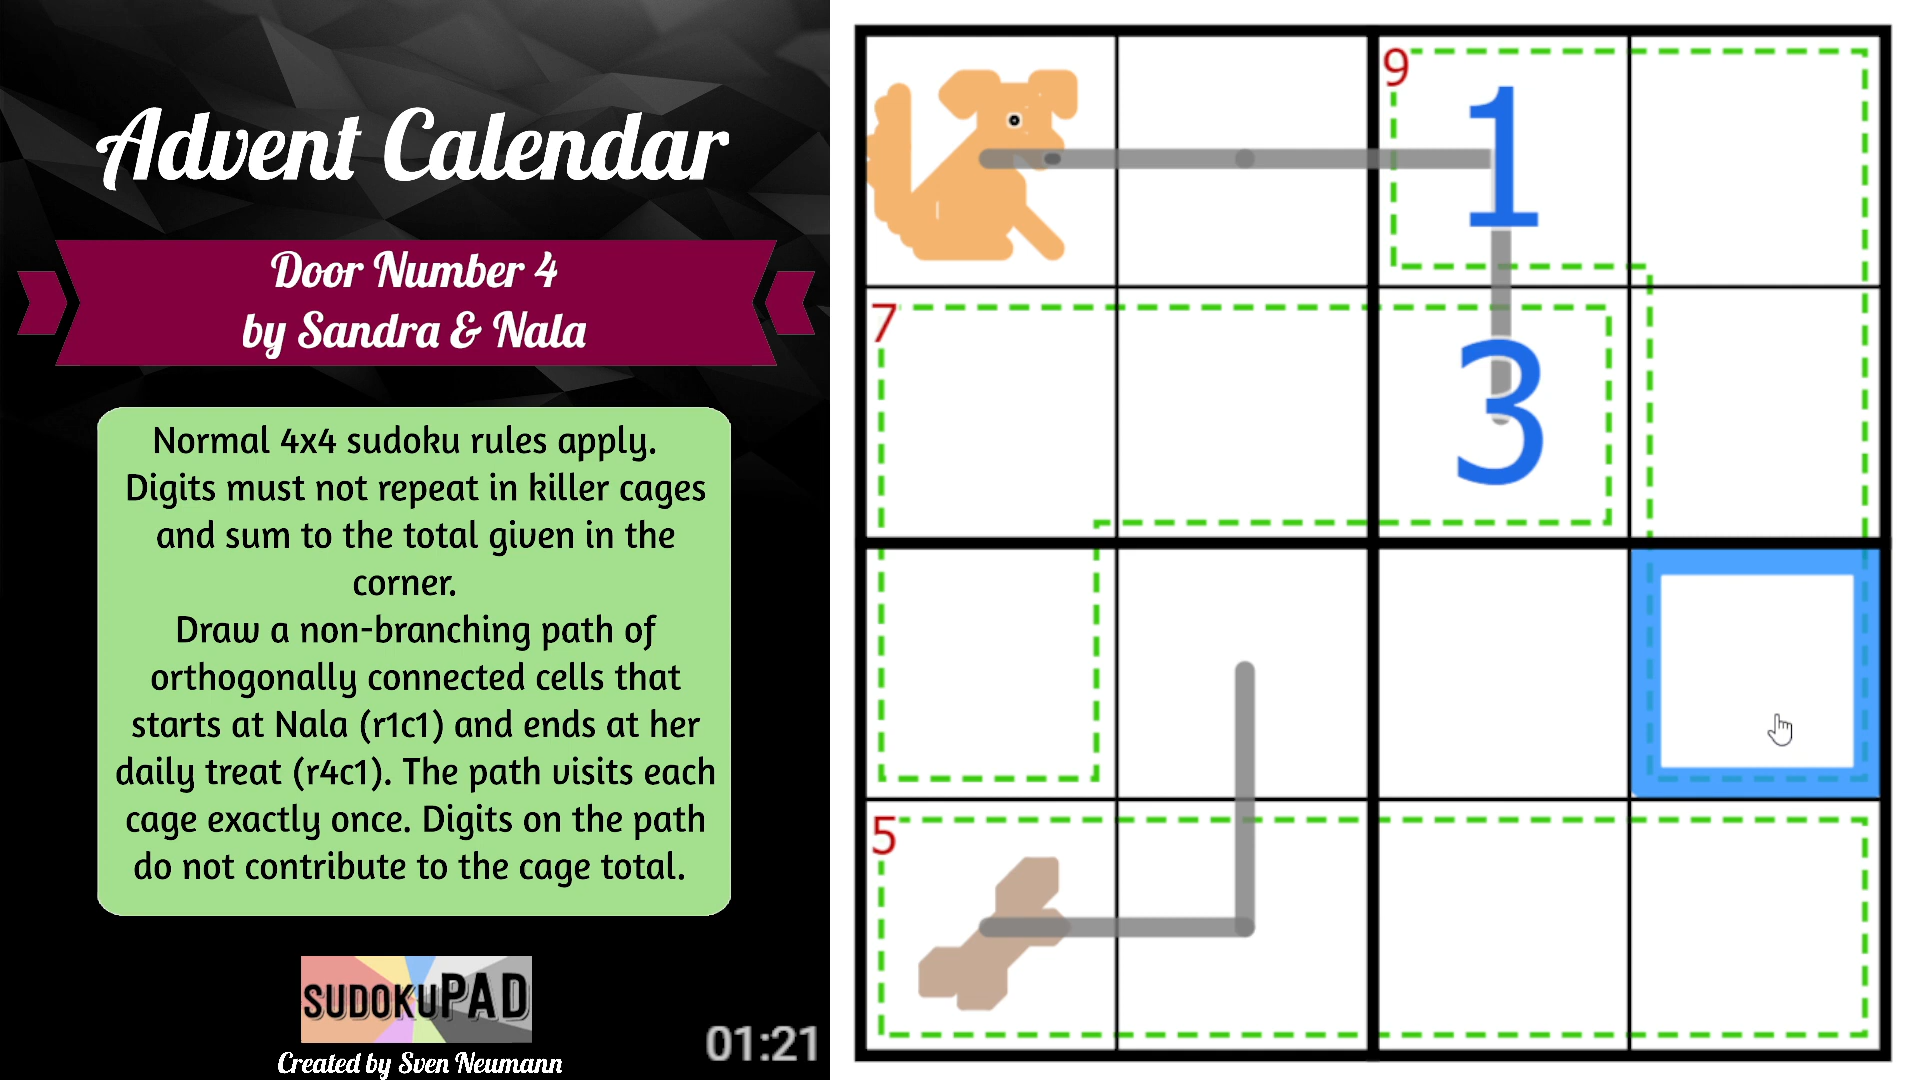 Advent Calendar
Door Number 4
by Sandra & Nala
Normal 4x4 sudoku rules apply.
Digits must not repeat in killer cages
and sum to the total given in the
corner.
Draw a non-branching path of
orthogonally connected cells that
starts at Nala (r1c1) and ends at her
daily treat (r4c1). The path visits each
cage exactly once. Digits on the path
do not contribute to the cage total.
SUDOKUPAD
Created by Sven Neumann
01:21
9
1
7
3
5